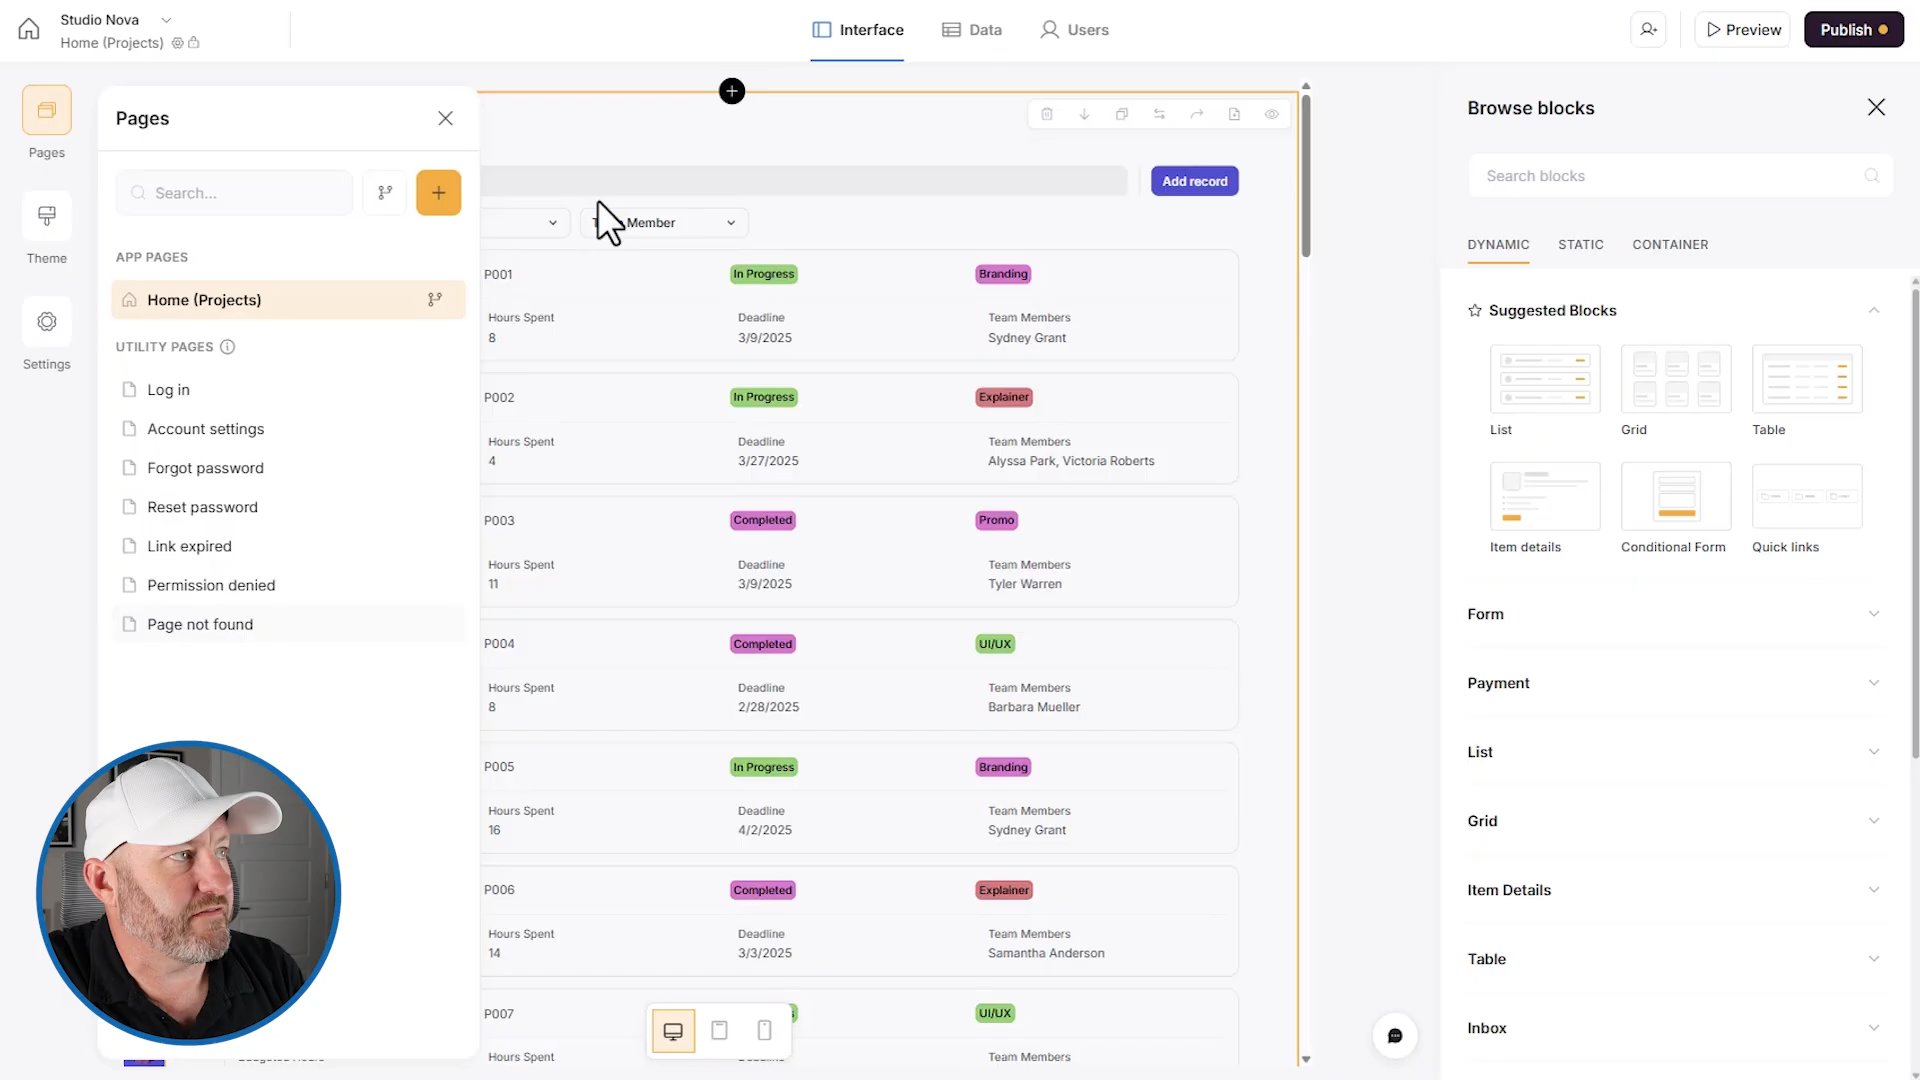 Studio Nova
Home (Projects)
Interface
Data
Users
Preview
Publish
Pages
Theme
Settings
Pages
Search...
APP PAGES
Home (Projects)
UTILITY PAGES
Log in
Account settings
Forgot password
Reset password
Link expired
Permission denied
Page not found
Add record
Member
P001
In Progress
Branding
Hours Spent
Deadline
Team Members
8
3/9/2025
Sydney Grant
P002
In Progress
Explainer
Hours Spent
Deadline
Team Members
4
3/27/2025
Alyssa Park, Victoria Roberts
P003
Completed
Promo
Hours Spent
Deadline
Team Members
11
3/9/2025
Tyler Warren
P004
Completed
UI/UX
Hours Spent
Deadline
Team Members
8
2/28/2025
Barbara Mueller
P005
In Progress
Branding
Hours Spent
Deadline
Team Members
16
4/2/2025
Sydney Grant
P006
Completed
Explainer
Hours Spent
Deadline
Team Members
14
3/3/2025
Samantha Anderson
P007
UI/UX
Hours Spent
Team Members
Browse blocks
Search blocks
DYNAMIC
STATIC
CONTAINER
Suggested Blocks
List
Grid
Table
Item details
Conditional Form
Quick links
Form
Payment
List
Grid
Item Details
Table
Inbox